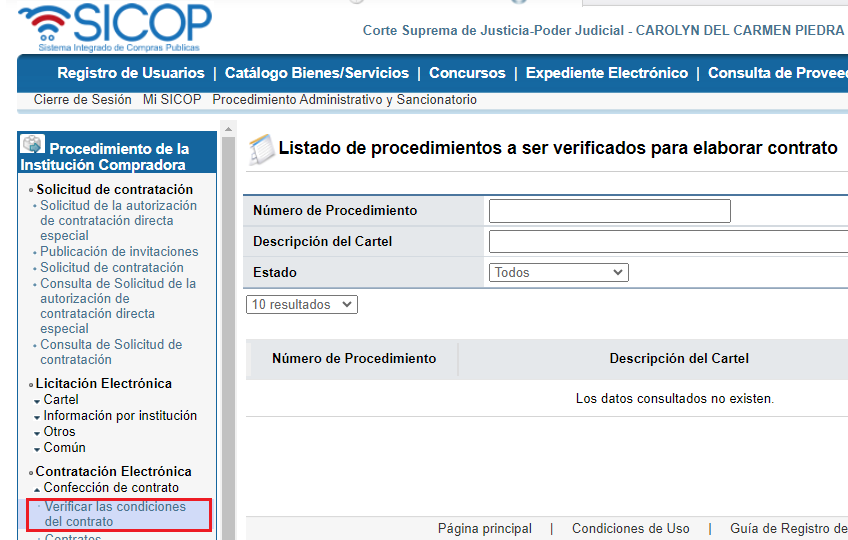 SICOP
Sistema Integrado de Compras Publicas
Corte Suprema de Justicia-Poder Judicial - CAROLYN DEL CARMEN PIEDRA
Registro de Usuarios | Catálogo Bienes/Servicios | Concursos | Expediente Electrónico | Consulta de Provee
Cierre de Sesión Mi SICOP Procedimiento Administrativo y Sancionatorio
Procedimiento de la
Institución Compradora
Solicitud de contratación
Solicitud de la autorización
de contratación directa
especial
Publicación de invitaciones
Solicitud de contratación
Consulta de Solicitud de la
autorización de
contratación directa
especial
Consulta de Solicitud de
contratación
Licitación Electrónica
Cartel
Información por institución
Otros
Común
Contratación Electrónica
Confección de contrato
Verificar las condiciones
del contrato
Contratos
Listado de procedimientos a ser verificados para elaborar contrato
Número de Procedimiento
Descripción del Cartel
Estado Todos
10 resultados
Número de Procedimiento Descripción del Cartel
Los datos consultados no existen.
Página principal | Condiciones de Uso | Guía de Registro de